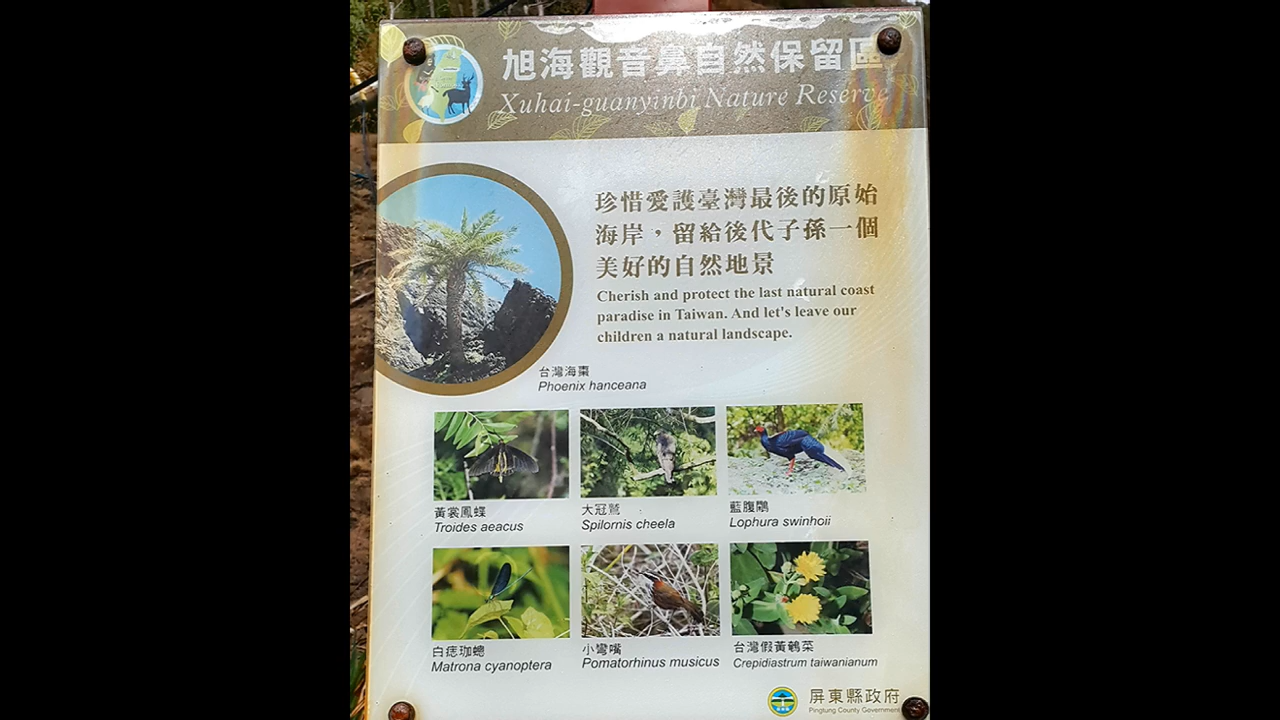 旭海觀音鼻自然保留區
Xuhai-guanyinbi Nature Reserve
珍惜愛護臺灣最後的原始
海岸，留給後代子孫一個
美好的自然地景
Cherish and protect the last natural coast
paradise in Taiwan. And let's leave our
children a natural landscape.
台灣海棗
Phoenix hanceana
黃裳鳳蝶
Troides aeacus
大冠鷲
Spilornis cheela
藍腹鷴
Lophura swinhoii
白痣珈蟌
Matrona cyanoptera
小彎嘴
Pomatorhinus musicus
台灣假黃鵪菜
Crepidiastrum taiwanianum
屏東縣政府
Pingtung County Government